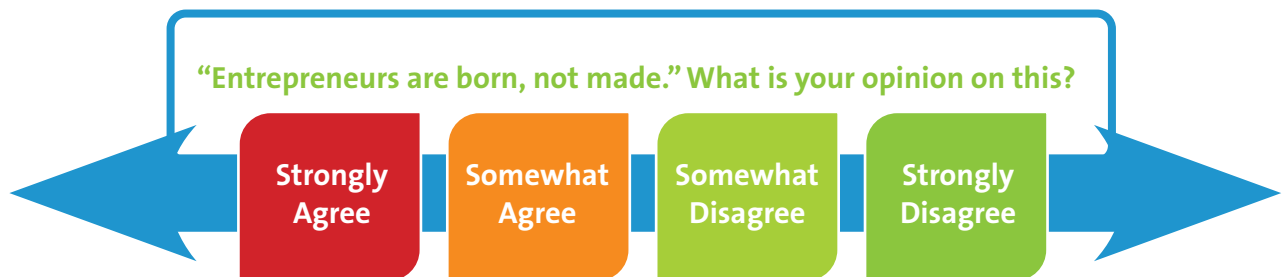 “Entrepreneurs are born, not made.” What is your opinion on this?
Strongly
Agree
Somewhat
Agree
Somewhat
Disagree
Strongly
Disagree